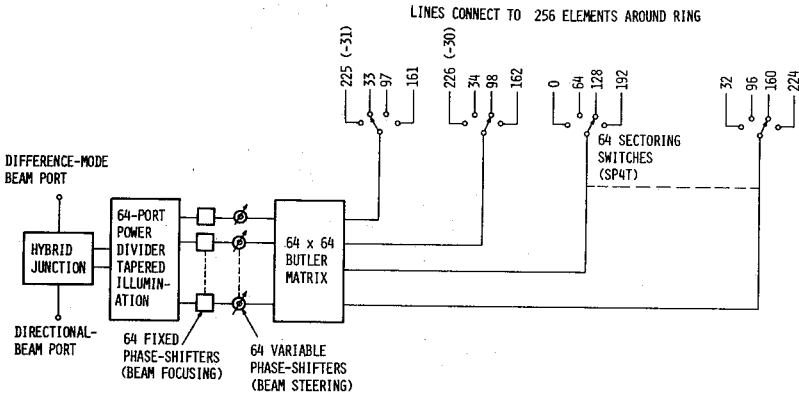 LINES CONNECT TO 256 ELEMENTS AROUND RING
225 (-31)
33
97
161
226 (-30)
34
98
162
0
64
128
192
32
96
160
224
64 SECTORING
SWITCHES
(SP4T)
DIFFERENCE-MODE
BEAM PORT
HYBRID
JUNCTION
DIRECTIONAL-
BEAM PORT
64-PORT
POWER
DIVIDER
TAPERED
ILLUMIN-
ATION
64 x 64
BUTLER
MATRIX
64 FIXED
PHASE-SHIFTERS
(BEAM FOCUSING)
64 VARIABLE
PHASE-SHIFTERS
(BEAM STEERING)